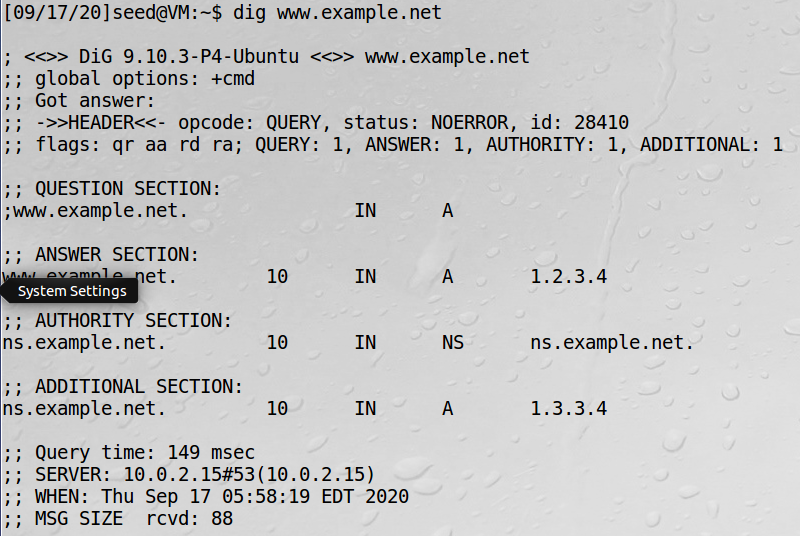 [09/17/20]seed@VM:~$ dig www.example.net
; <<>> DiG 9.10.3-P4-Ubuntu <<>> www.example.net
;; global options: +cmd
;; Got answer:
;; ->>HEADER<<- opcode: QUERY, status: NOERROR, id: 28410
;; flags: qr aa rd ra; QUERY: 1, ANSWER: 1, AUTHORITY: 1, ADDITIONAL: 1
;; QUESTION SECTION:
;www.example.net. IN A
;; ANSWER SECTION:
www.example.net. 10 IN A 1.2.3.4
System Settings
;; AUTHORITY SECTION:
ns.example.net. 10 IN NS ns.example.net.
;; ADDITIONAL SECTION:
ns.example.net. 10 IN A 1.3.3.4
;; Query time: 149 msec
;; SERVER: 10.0.2.15#53(10.0.2.15)
;; WHEN: Thu Sep 17 05:58:19 EDT 2020
;; MSG SIZE rcvd: 88